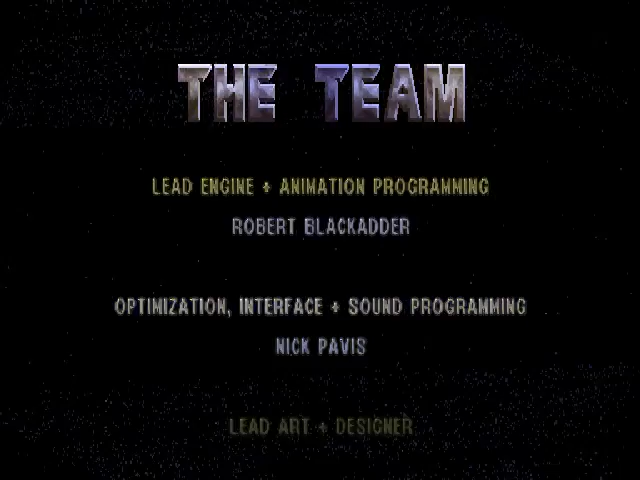 THE TEAM
LEAD ENGINE + ANIMATION PROGRAMMING
ROBERT BLACKADDER
OPTIMIZATION, INTERFACE + SOUND PROGRAMMING
NICK PAVIS
LEAD ART + DESIGNER